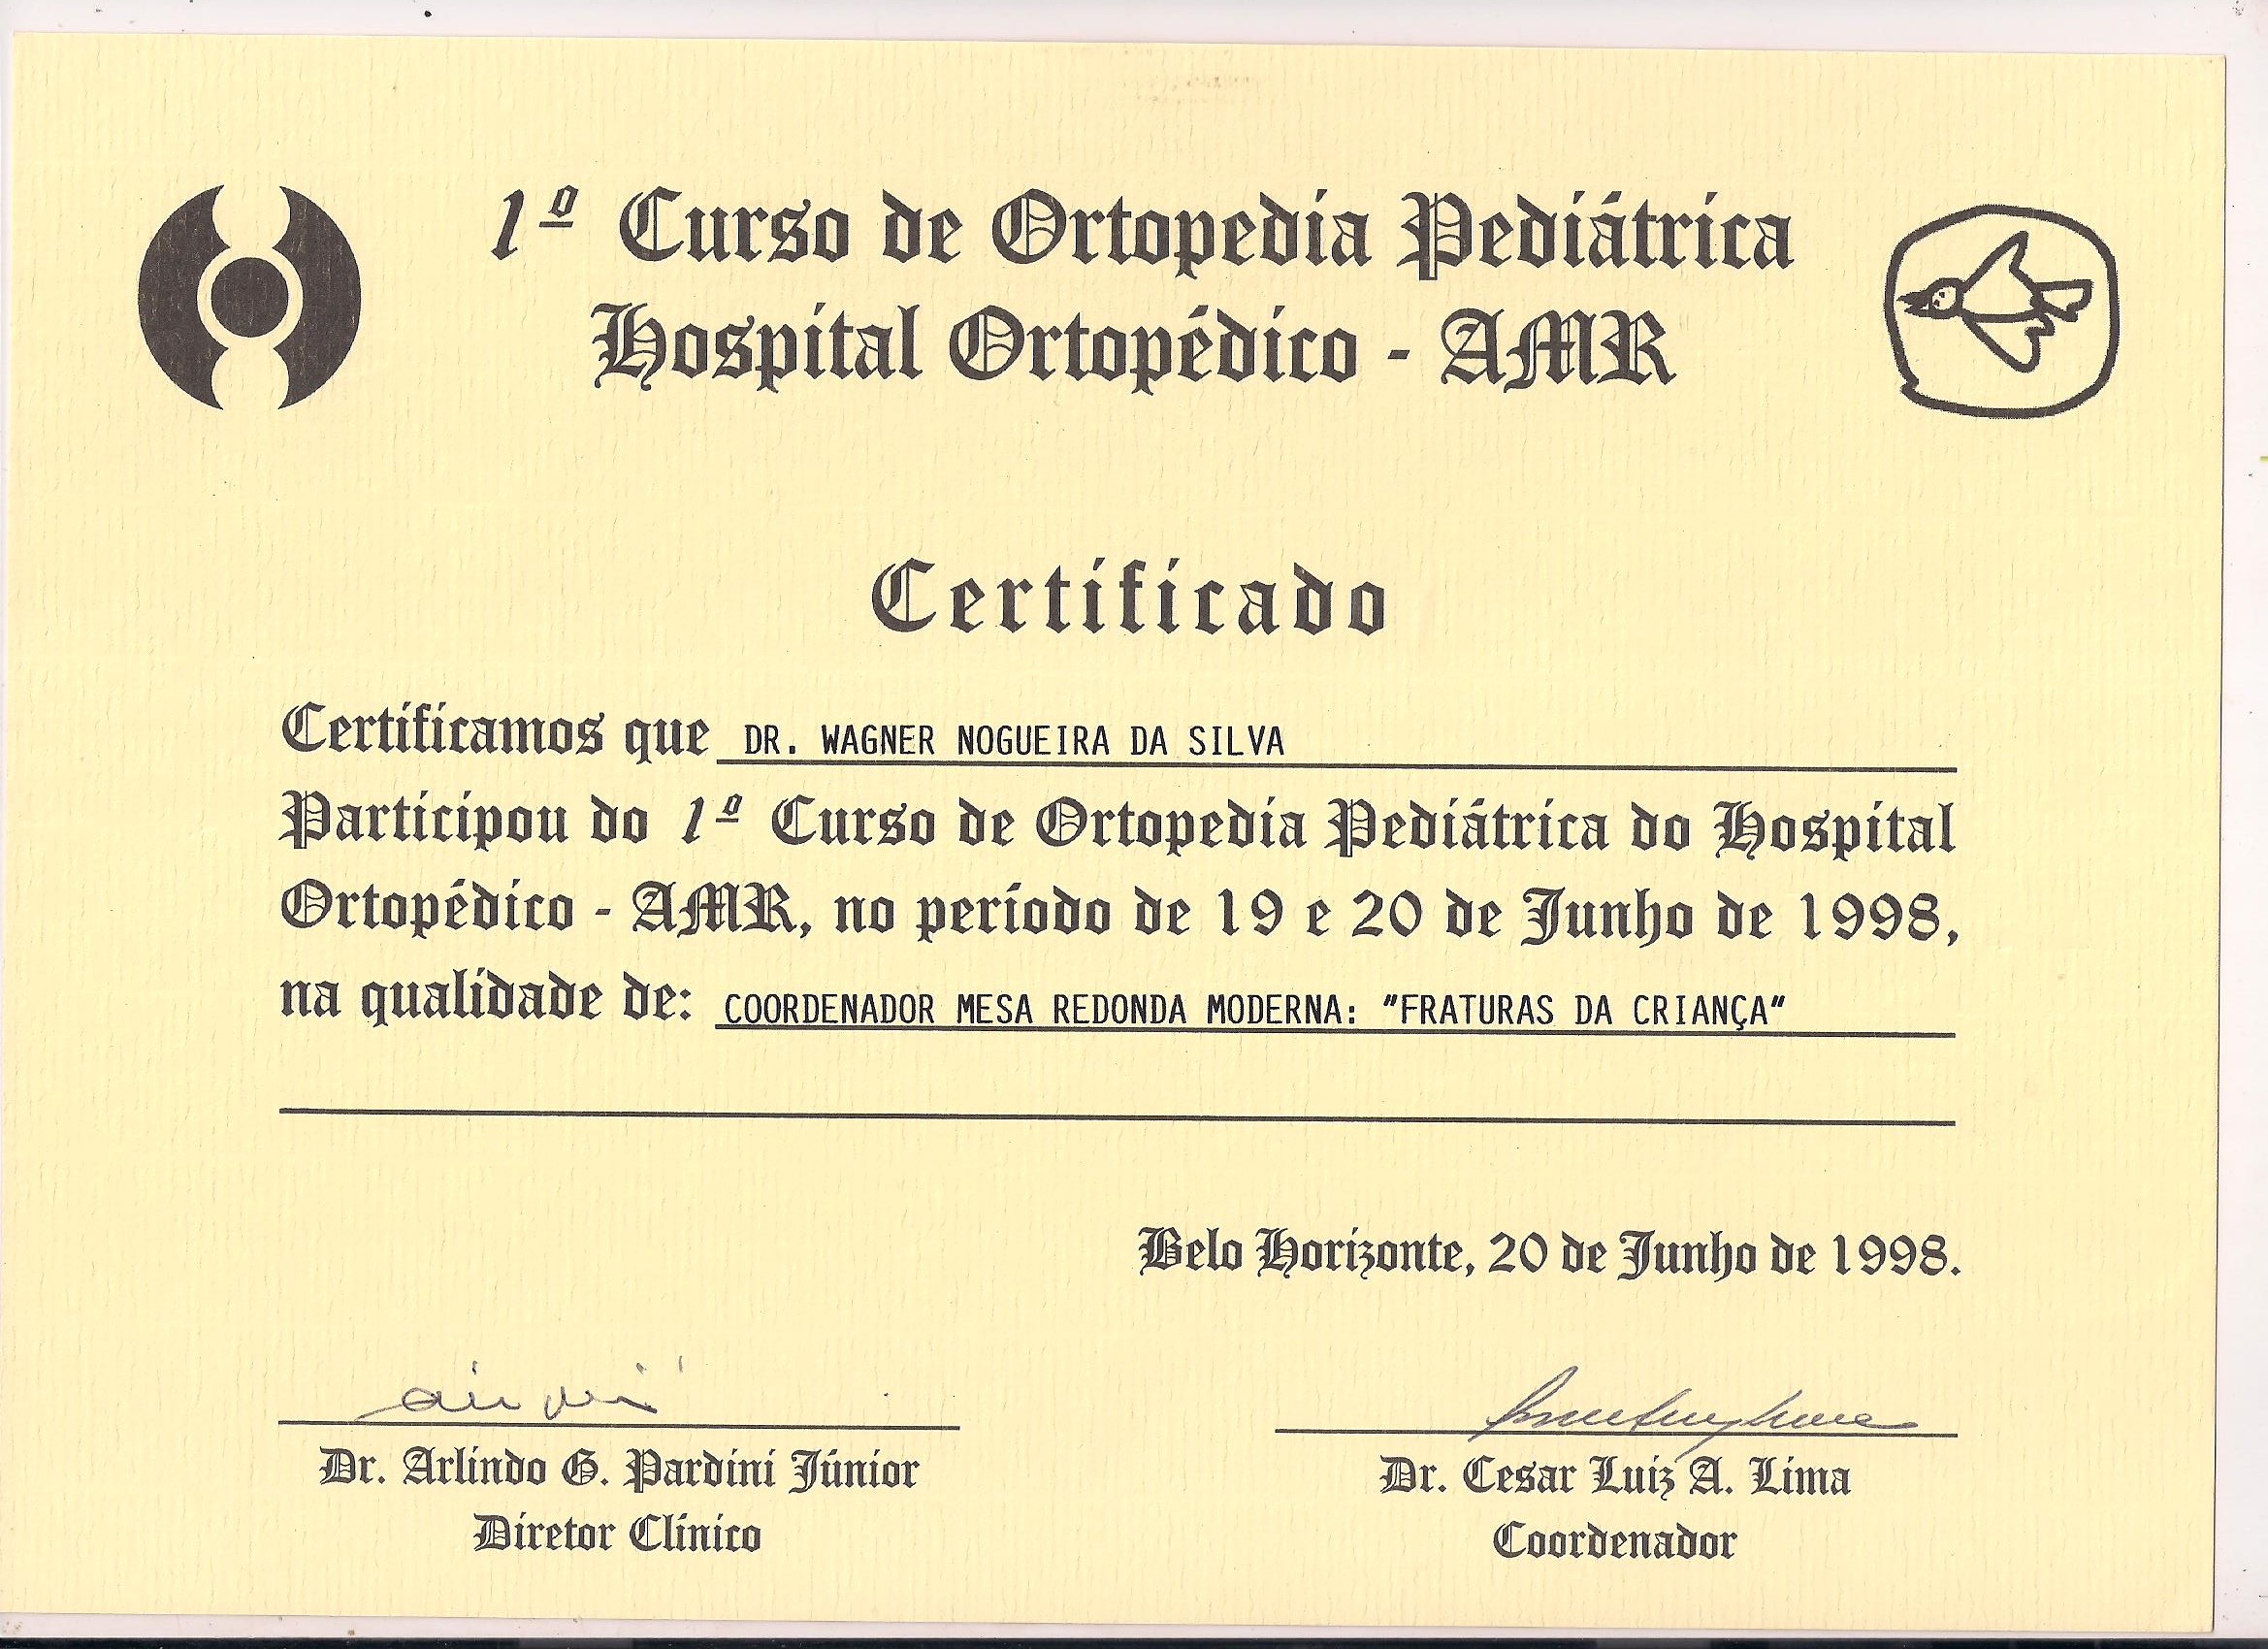 1º Curso de Ortopedia Pediátrica
Hospital Ortopédico - AMR
Certificado
Certificamos que DR. WAGNER NOGUEIRA DA SILVA
Participou do 1º Curso de Ortopedia Pediátrica do Hospital
Ortopédico - AMR, no período de 19 e 20 de Junho de 1998,
na qualidade de: COORDENADOR MESA REDONDA MODERNA: "FRATURAS DA CRIANÇA"
Belo Horizonte, 20 de Junho de 1998.
Dr. Arlindo G. Pardini Júnior
Diretor Clínico
Dr. Cesar Luiz A. Lima
Coordenador